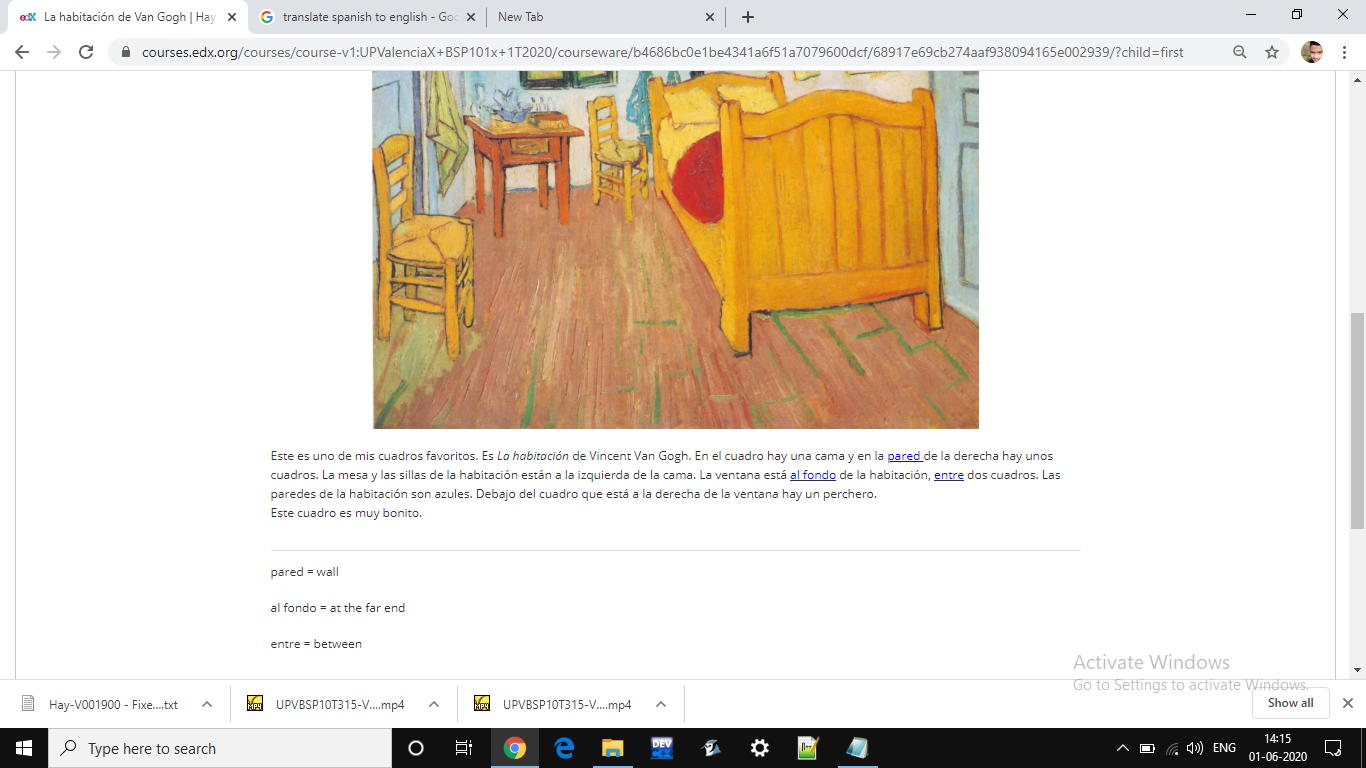 La habitación de Van Gogh | Hay
translate spanish to english - Goo
New Tab
courses.edx.org/courses/course-v1:UPValenciaX+BSP101x+1T2020/courseware/b4686bc0e1be4341a6f51a7079600dcf/68917e69cb274aaf938094165e002939/?child=first
Este es uno de mis cuadros favoritos. Es La habitación de Vincent Van Gogh. En el cuadro hay una cama y en la pared de la derecha hay unos
cuadros. La mesa y las sillas de la habitación están a la izquierda de la cama. La ventana está al fondo de la habitación, entre dos cuadros. Las
paredes de la habitación son azules. Debajo del cuadro que está a la derecha de la ventana hay un perchero.
Este cuadro es muy bonito.
pared = wall
al fondo = at the far end
entre = between
Activate Windows
Go to Settings to activate Windows.
Hay-V001900 - Fixe....txt
UPVBSP10T315-V....mp4
UPVBSP10T315-V....mp4
Show all
Type here to search
DEV
ENG
14:15
01-06-2020